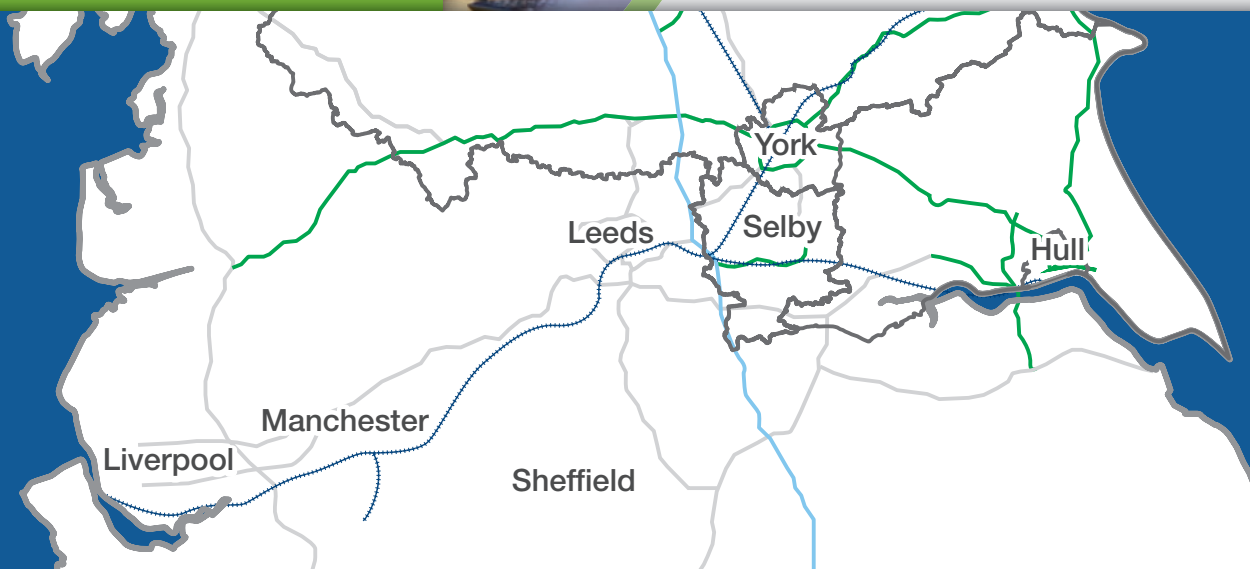 York
Selby
Leeds
Hull
Manchester
Liverpool
Sheffield